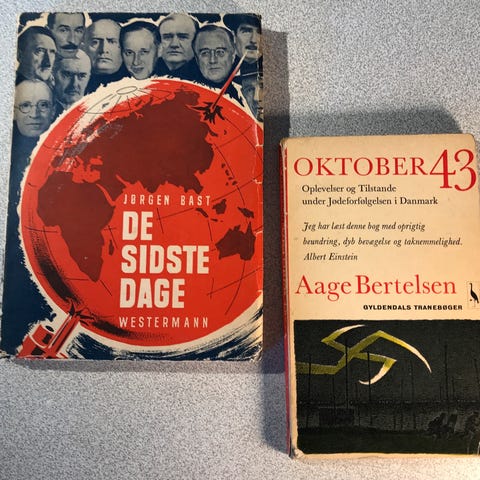 JØRGEN BAST
DE
SIDSTE
DAGE
WESTERMANN
OKTOBER 43
Oplevelser og Tilstande
under Jødeforfølgelsen i Danmark
Jeg har læst denne bog med oprigtig
beundring, dyb bevægelse og taknemmelighed.
Albert Einstein
Aage Bertelsen
GYLDENDALS TRANEBØGER